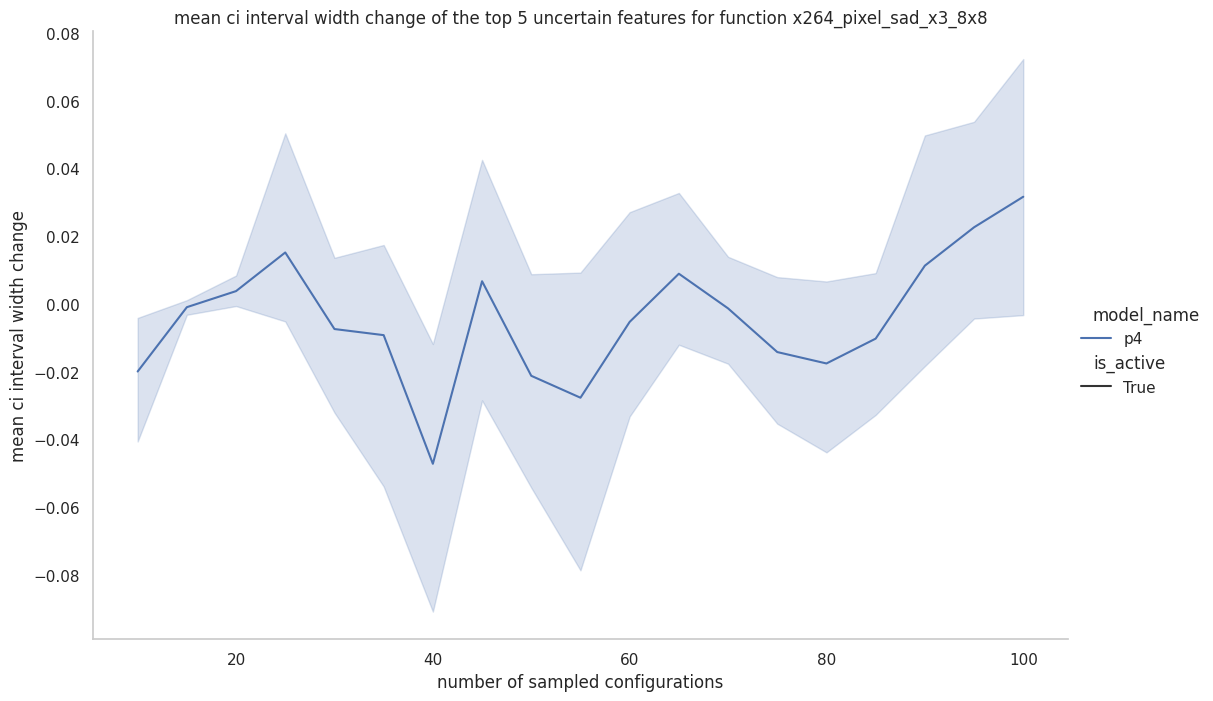 mean ci interval width change of the top 5 uncertain features for function x264_pixel_sad_x3_8x8
0.08
0.06
0.04
0.02
0.00
−0.02
−0.04
−0.06
−0.08
mean ci interval width change
20
40
60
80
100
number of sampled configurations
model_name
p4
is_active
True